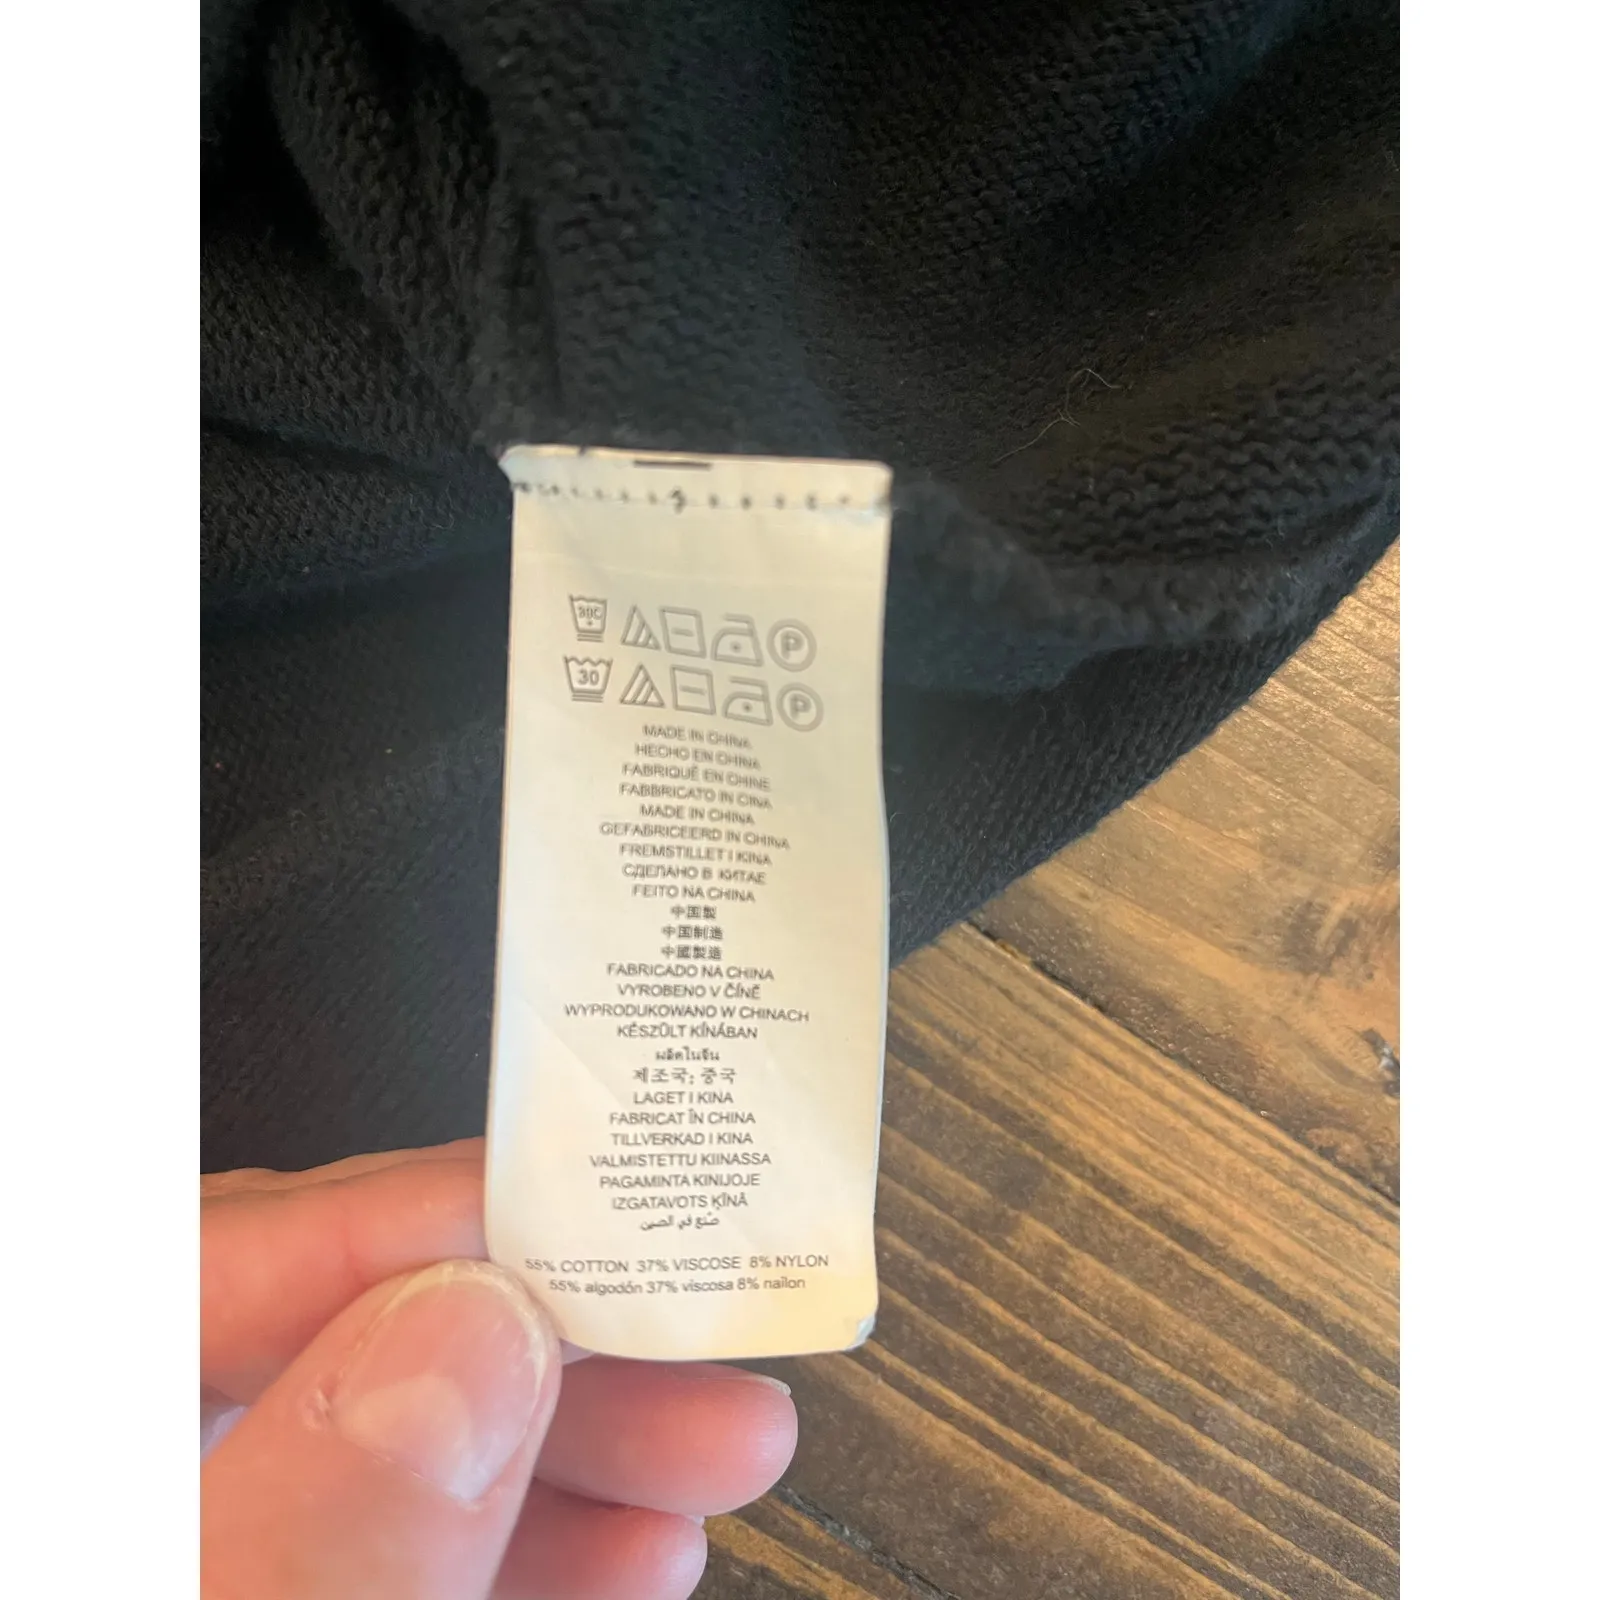 30C
P
30
P
MADE IN CHINA
HECHO EN CHINA
FABRIQUÉ EN CHINE
FABBRICATO IN CINA
MADE IN CHINA
GEFABRICEERD IN CHINA
FREMSTILLET I KINA
СДЕЛАНО В КИТАЕ
FEITO NA CHINA
中国製
中国制造
中國製造
FABRICADO NA CHINA
VYROBENO V ČÍNĚ
WYPRODUKOWANO W CHINACH
KÉSZÜLT KÍNÁBAN
ผลิตในจีน
제조국: 중국
LAGET I KINA
FABRICAT ÎN CHINA
TILLVERKAD I KINA
VALMISTETTU KIINASSA
PAGAMINTA KINIJOJE
IZGATAVOTS ĶĪNĀ
صُنع في الصين
55% COTTON 37% VISCOSE 8% NYLON
55% algodón 37% viscosa 8% nailon